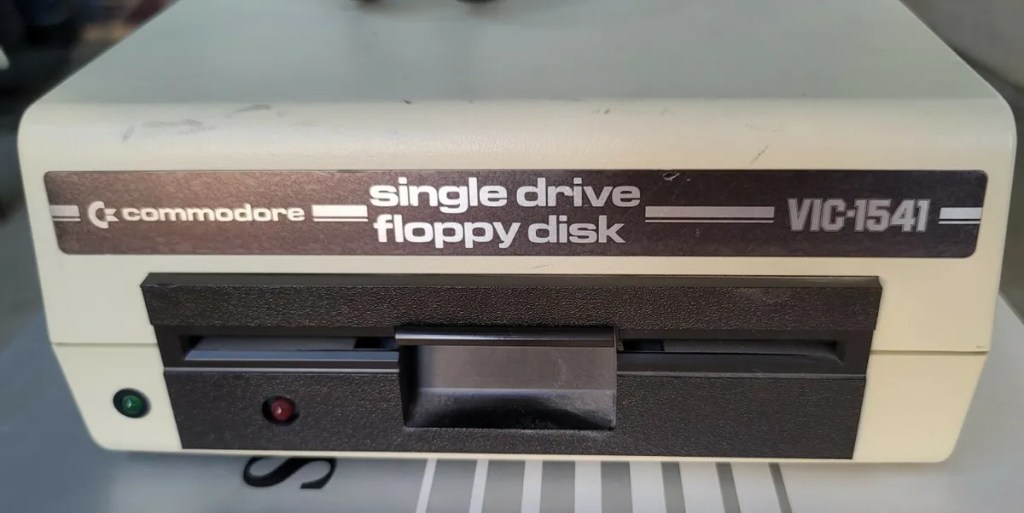 commodore
single drive
floppy disk
VIC-1541
S